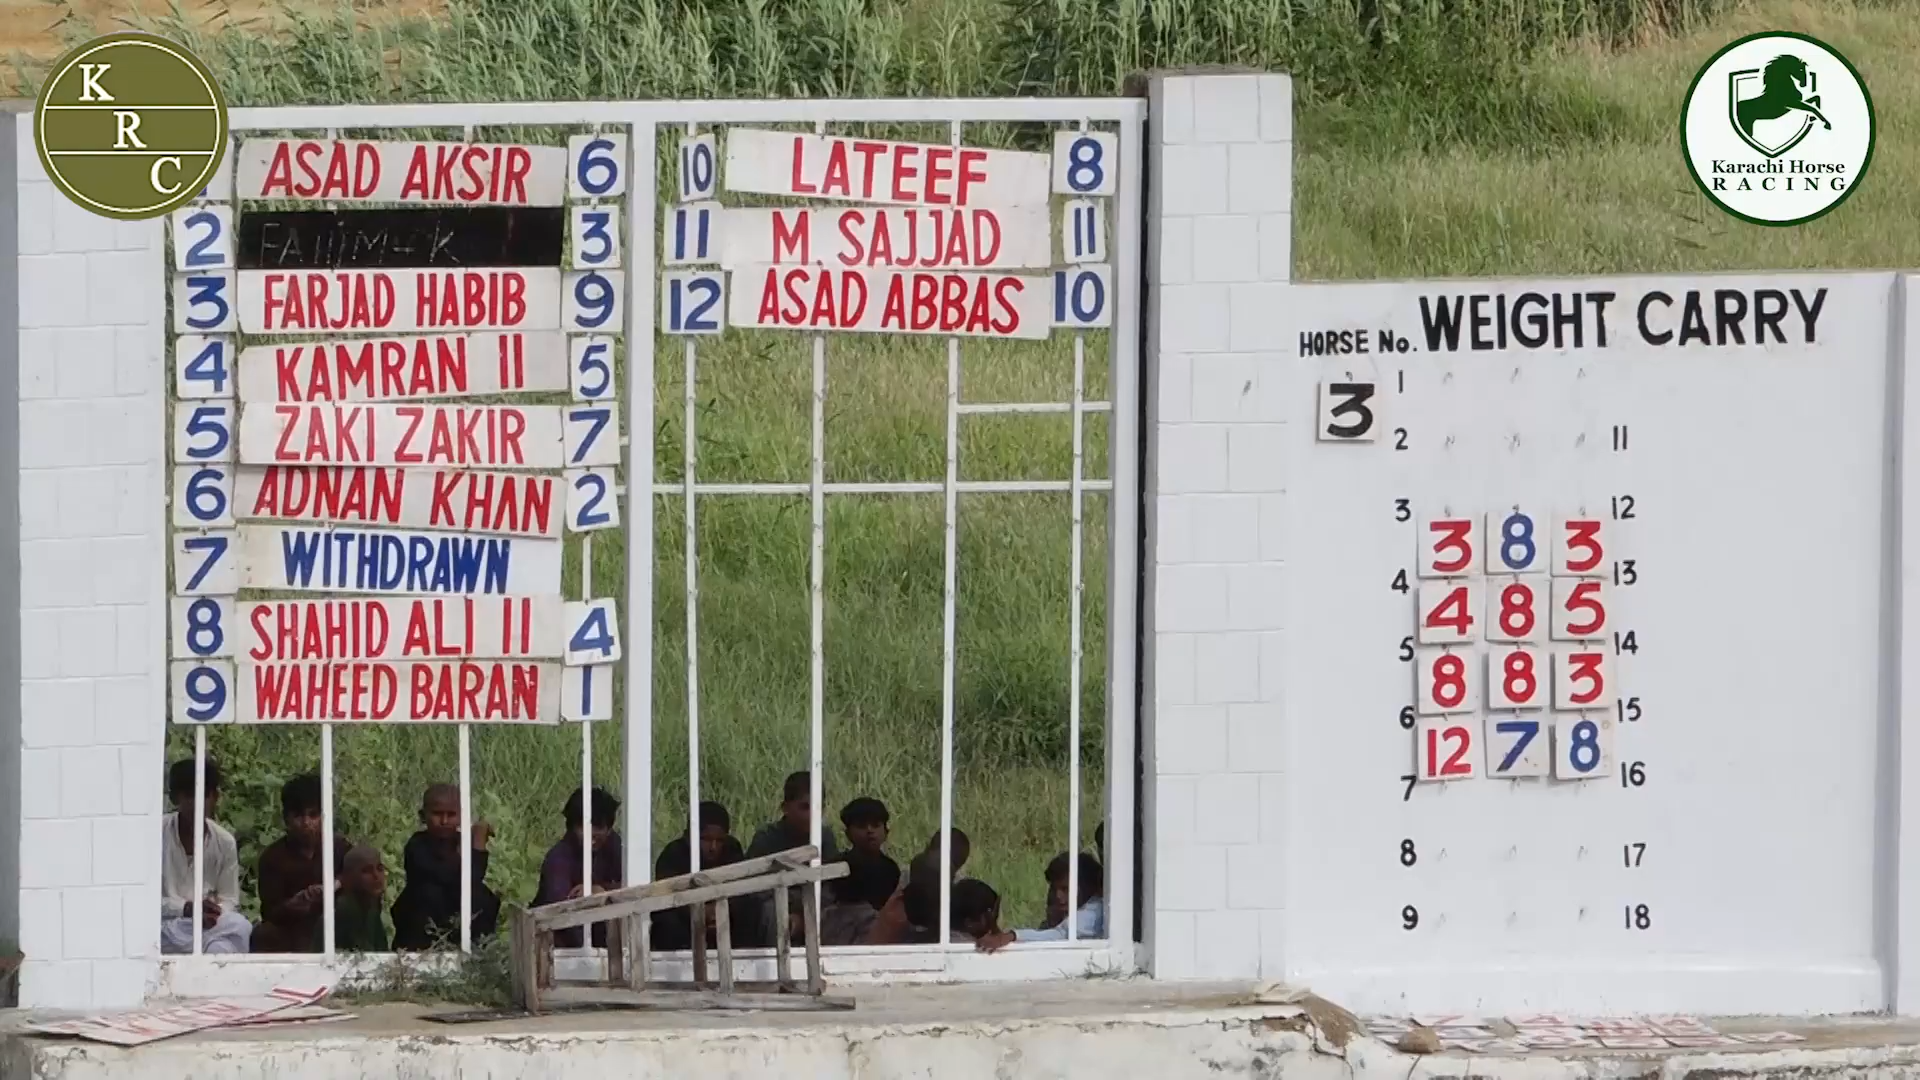 K
R
C
Karachi Horse
RACING
ASAD AKSIR 6
2 3
3 FARJAD HABIB 9
4 KAMRAN II 5
5 ZAKI ZAKIR 7
6 ADNAN KHAN 2
7 WITHDRAWN
8 SHAHID ALI II 4
9 WAHEED BARAN 1
10 LATEEF 8
11 M. SAJJAD 11
12 ASAD ABBAS 10
HORSE No. WEIGHT CARRY
3
1
2 11
3 12
3 8 3
4 13
4 8 5
5 14
8 8 3
6 15
12 7 8
7 16
8 17
9 18